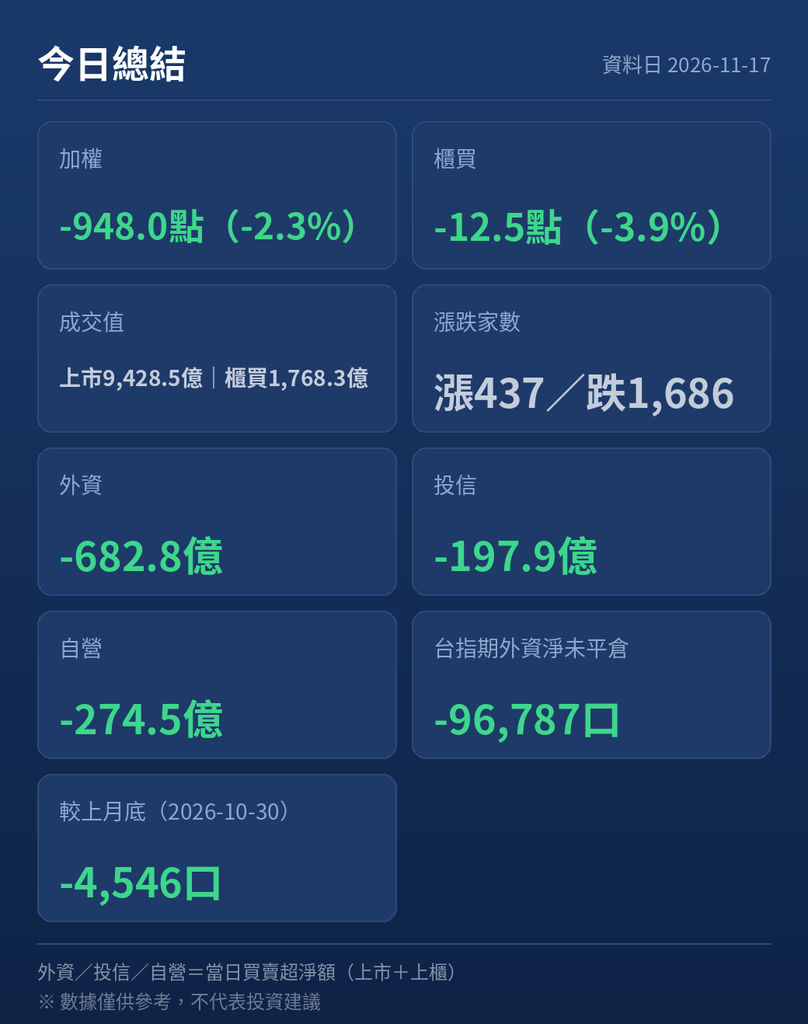 今日總結
資料日 2026-11-17
加權
-948.0點（-2.3%）
櫃買
-12.5點（-3.9%）
成交值
上市9,428.5億｜櫃買1,768.3億
漲跌家數
漲437／跌1,686
外資
-682.8億
投信
-197.9億
自營
-274.5億
台指期外資淨未平倉
-96,787口
較上月底（2026-10-30）
-4,546口
外資／投信／自營＝當日買賣超淨額（上市＋上櫃）
※ 數據僅供參考，不代表投資建議